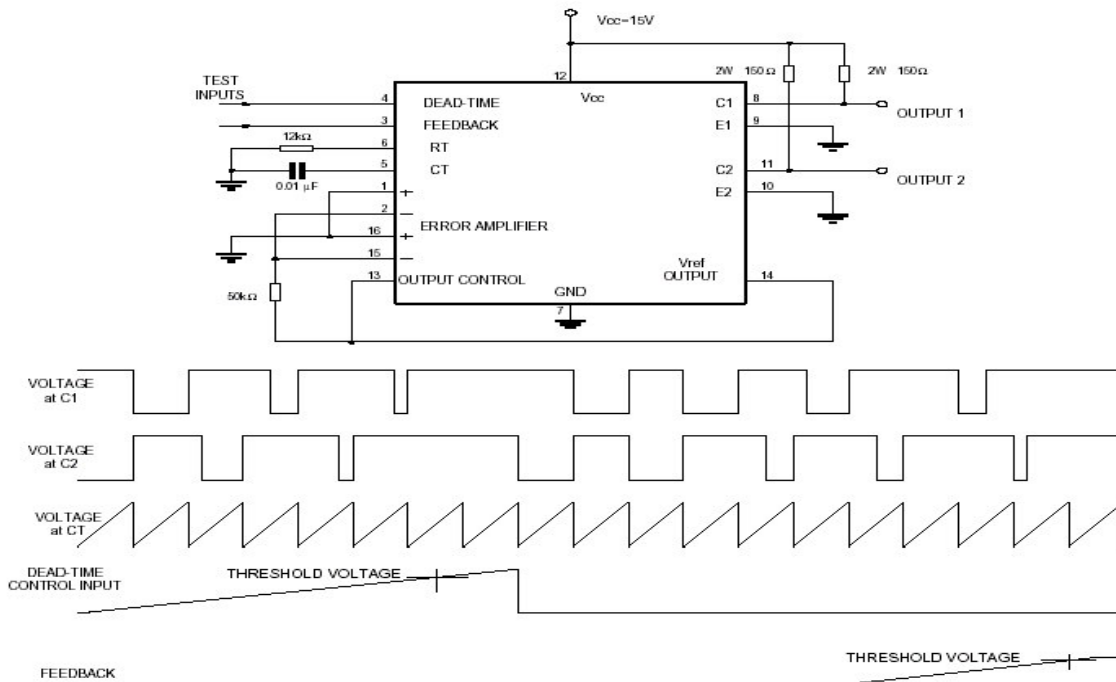 Vcc=15V
2W 150Ω
2W 150Ω
TEST
INPUTS
12
Vcc
4
DEAD-TIME
C1
8
OUTPUT 1
3
FEEDBACK
E1
9
12kΩ
6
RT
5
CT
C2
11
OUTPUT 2
0.01 μF
1
+
E2
10
2
−
ERROR AMPLIFIER
16
+
15
−
Vref
OUTPUT
14
13
OUTPUT CONTROL
50kΩ
GND
7
VOLTAGE
at C1
VOLTAGE
at C2
VOLTAGE
at CT
DEAD-TIME
CONTROL INPUT
THRESHOLD VOLTAGE
THRESHOLD VOLTAGE
FEEDBACK